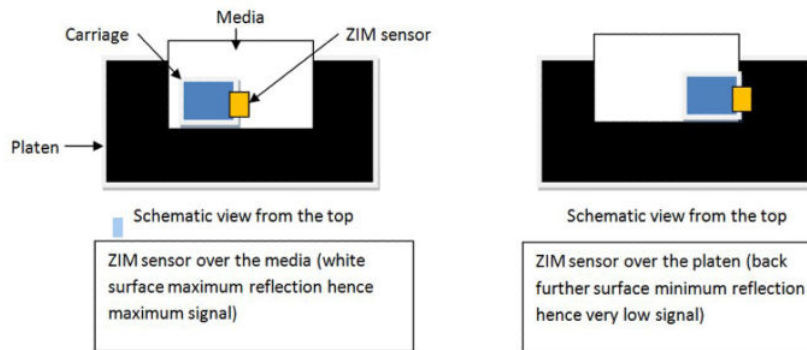 Media
Carriage
ZIM sensor
Platen
Schematic view from the top
ZIM sensor over the media (white
surface maximum reflection hence
maximum signal)
Schematic view from the top
ZIM sensor over the platen (back
further surface minimum reflection
hence very low signal)